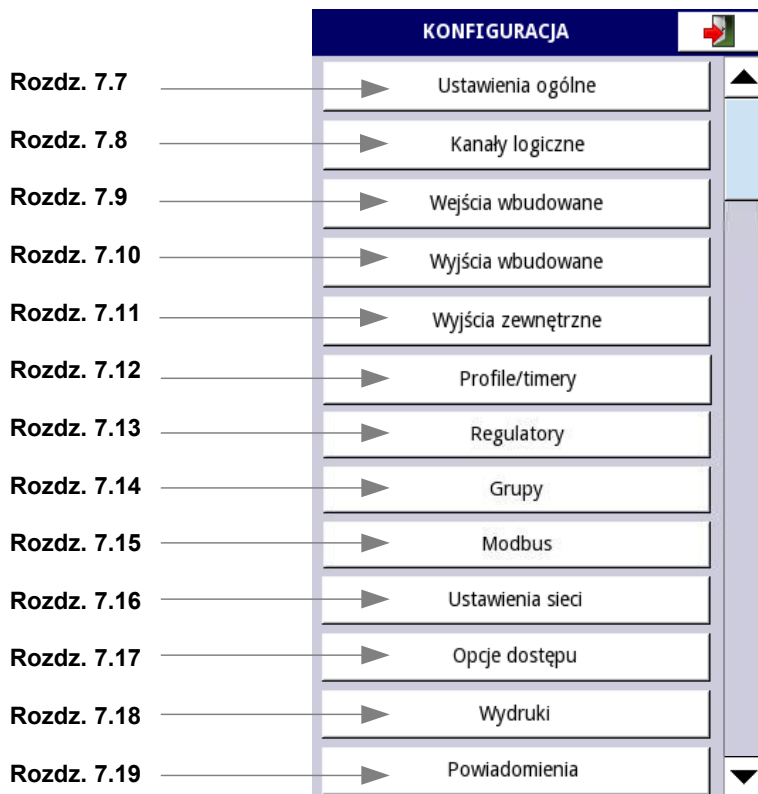 KONFIGURACJA
Rozdz. 7.7 Ustawienia ogólne
Rozdz. 7.8 Kanały logiczne
Rozdz. 7.9 Wejścia wbudowane
Rozdz. 7.10 Wyjścia wbudowane
Rozdz. 7.11 Wyjścia zewnętrzne
Rozdz. 7.12 Profile/timery
Rozdz. 7.13 Regulatory
Rozdz. 7.14 Grupy
Rozdz. 7.15 Modbus
Rozdz. 7.16 Ustawienia sieci
Rozdz. 7.17 Opcje dostępu
Rozdz. 7.18 Wydruki
Rozdz. 7.19 Powiadomienia